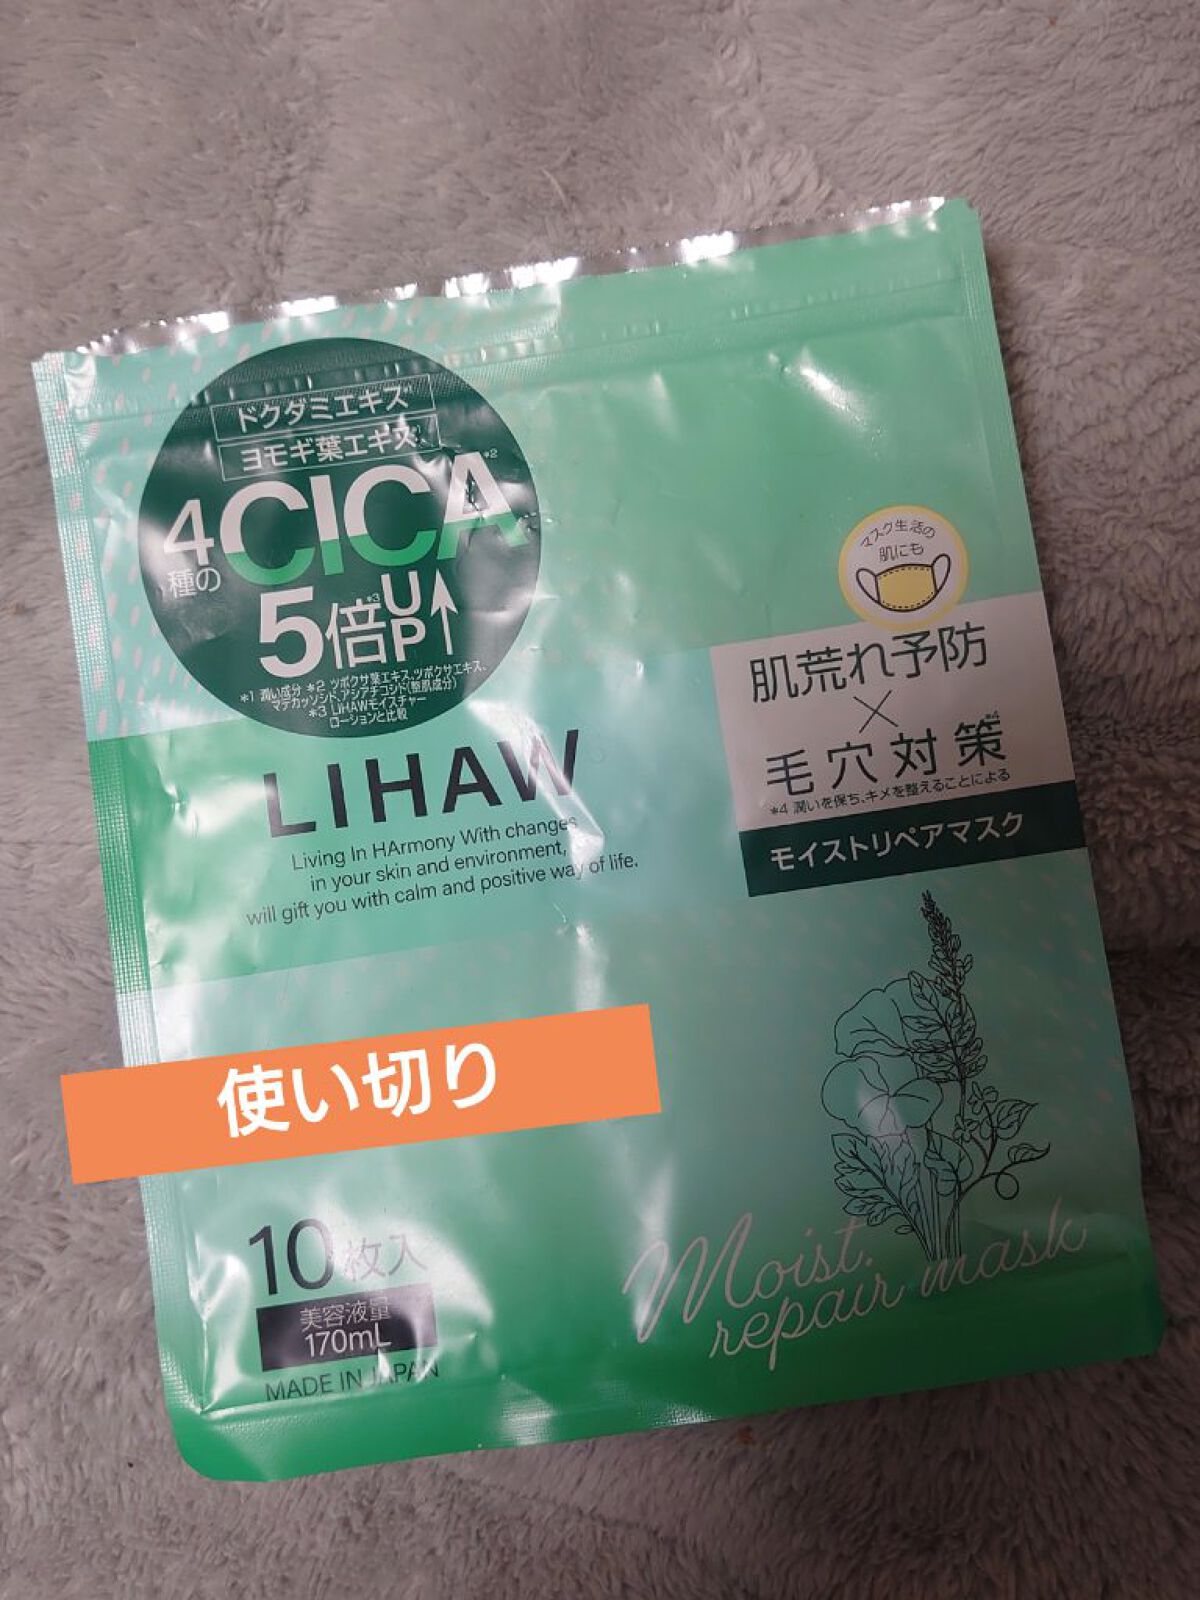 ドクダミエキス*1
ヨモギ葉エキス*1
4種の
CICA*2
5倍*3UP↑
*1 潤い成分 *2 ツボクサ葉エキス、ツボクサエキス、
マデカッソシド、アシアチコシド(整肌成分)
*3 LIHAWモイスチャー
ローションと比較
LIHAW
Living In HArmony With changes
in your skin and environment,
will gift you with calm and positive way of life.
マスク生活の
肌にも
肌荒れ予防
×
毛穴対策*4
*4 潤いを保ち、キメを整えることによる
モイストリペアマスク
使い切り
10枚入
美容液量
170mL
MADE IN JAPAN
Moist
repair mask